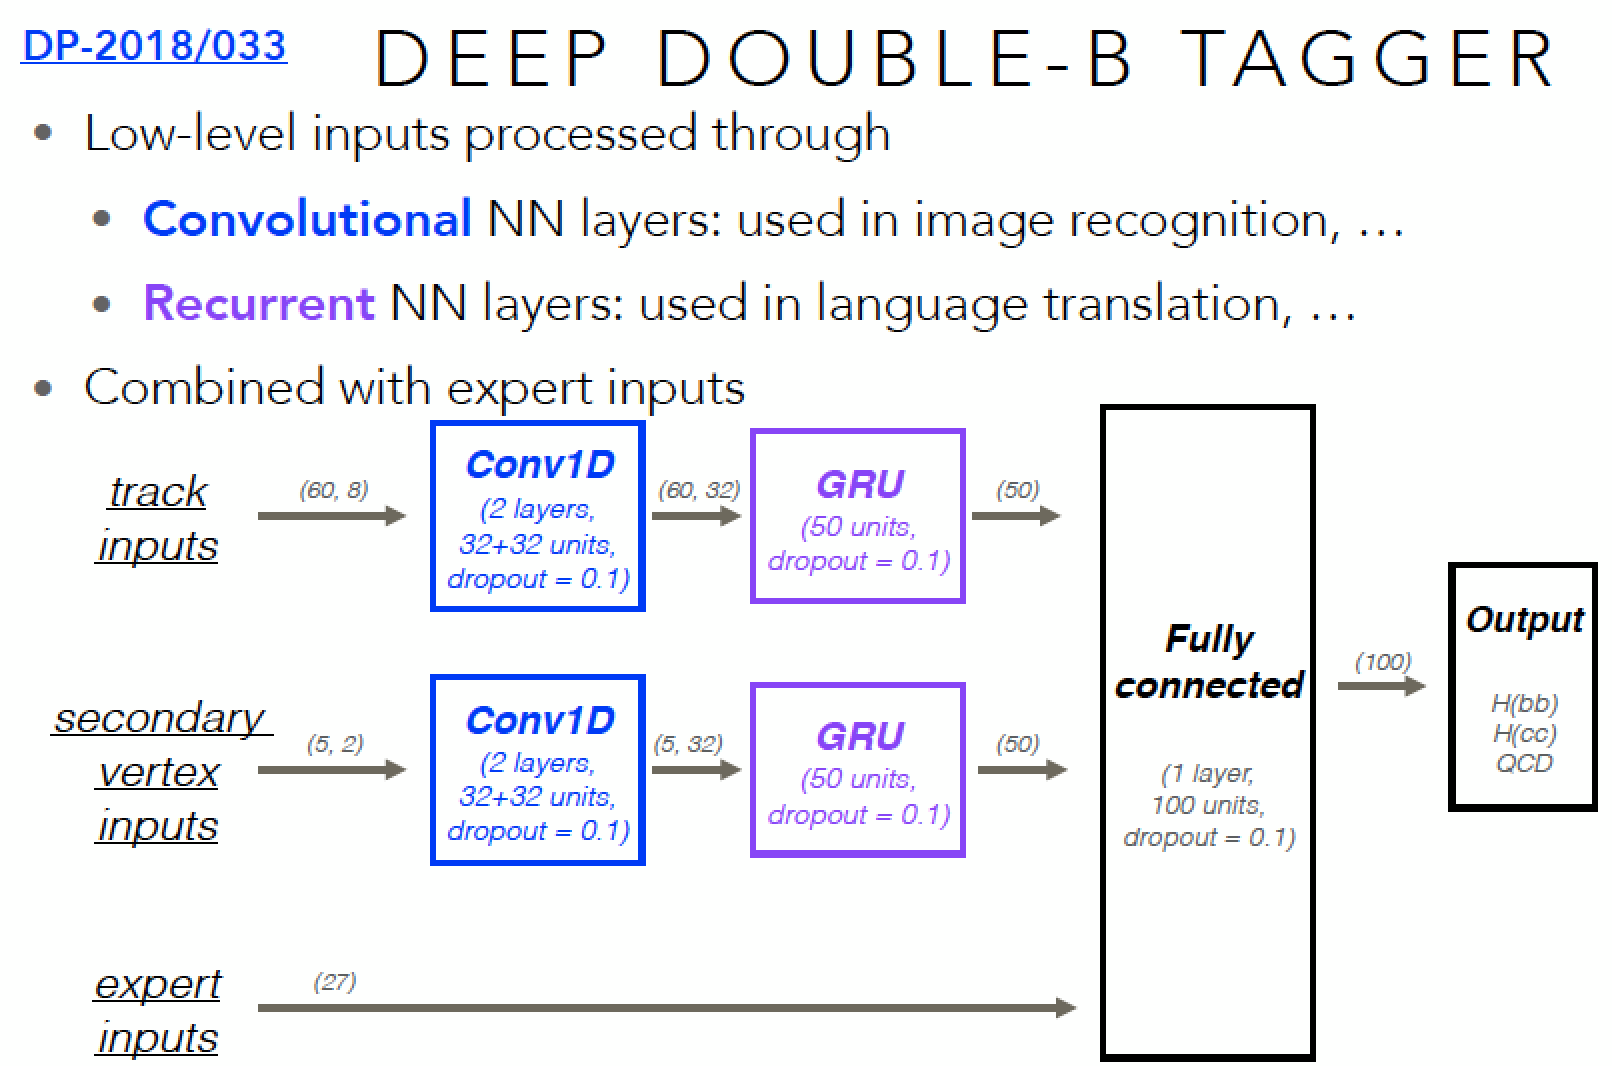 DP-2018/033
DEEP DOUBLE-B TAGGER
• Low-level inputs processed through
• Convolutional NN layers: used in image recognition, …
• Recurrent NN layers: used in language translation, …
• Combined with expert inputs
track
inputs
(60, 8)
Conv1D
(2 layers,
32+32 units,
dropout = 0.1)
(60, 32)
GRU
(50 units,
dropout = 0.1)
(50)
secondary
vertex
inputs
(5, 2)
Conv1D
(2 layers,
32+32 units,
dropout = 0.1)
(5, 32)
GRU
(50 units,
dropout = 0.1)
(50)
expert
inputs
(27)
Fully
connected
(1 layer,
100 units,
dropout = 0.1)
(100)
Output
H(bb)
H(cc)
QCD